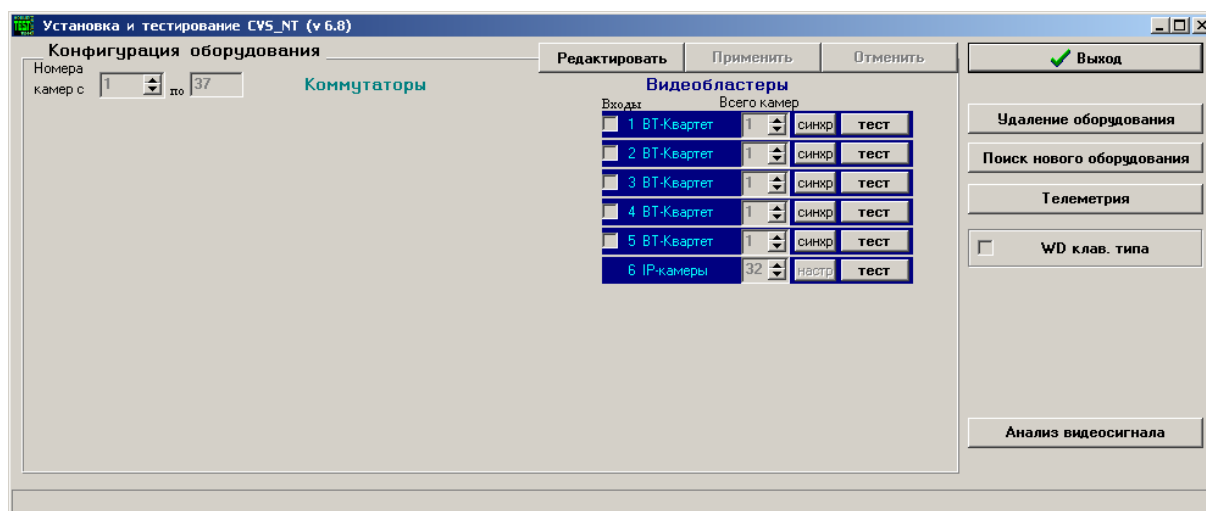 Установка и тестирование CVS_NT (v 6.8)
Конфигурация оборудования
Редактировать Применить Отменить
Выход
Номера
камер с 1 по 37
Коммутаторы
Видеобластеры
Входы Всего камер
1 ВТ-Квартет 1 синхр тест
2 ВТ-Квартет 1 синхр тест
3 ВТ-Квартет 1 синхр тест
4 ВТ-Квартет 1 синхр тест
5 ВТ-Квартет 1 синхр тест
6 IP-камеры 32 настр тест
Удаление оборудования
Поиск нового оборудования
Телеметрия
WD клав. типа
Анализ видеосигнала